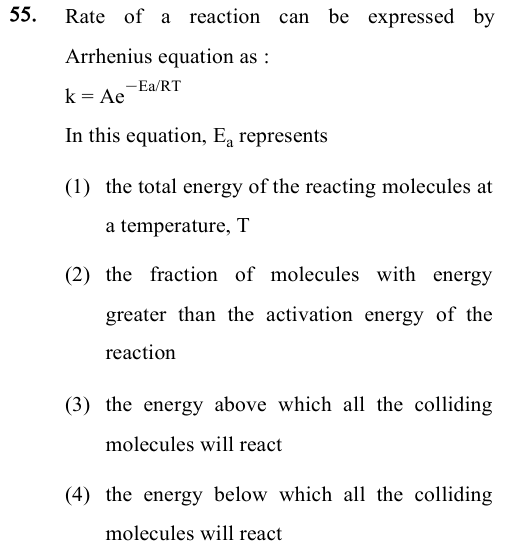 55. Rate of a reaction can be expressed by
Arrhenius equation as :
k = Ae^−Ea/RT
In this equation, Eₐ represents
(1) the total energy of the reacting molecules at
a temperature, T
(2) the fraction of molecules with energy
greater than the activation energy of the
reaction
(3) the energy above which all the colliding
molecules will react
(4) the energy below which all the colliding
molecules will react